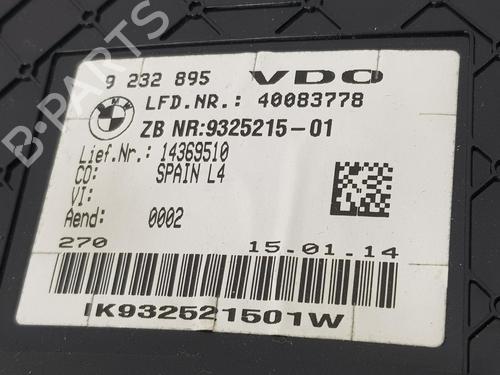 9 232 895 VDO
LFD.NR.: 40083778
ZB NR:9325215-01
Lief.Nr.: 14369510
CO: SPAIN L4
VI:
Aend: 0002
270 15.01.14
IK932521501W
B-PARTS